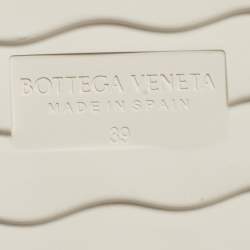 BOTTEGA VENETA
MADE IN SPAIN
39